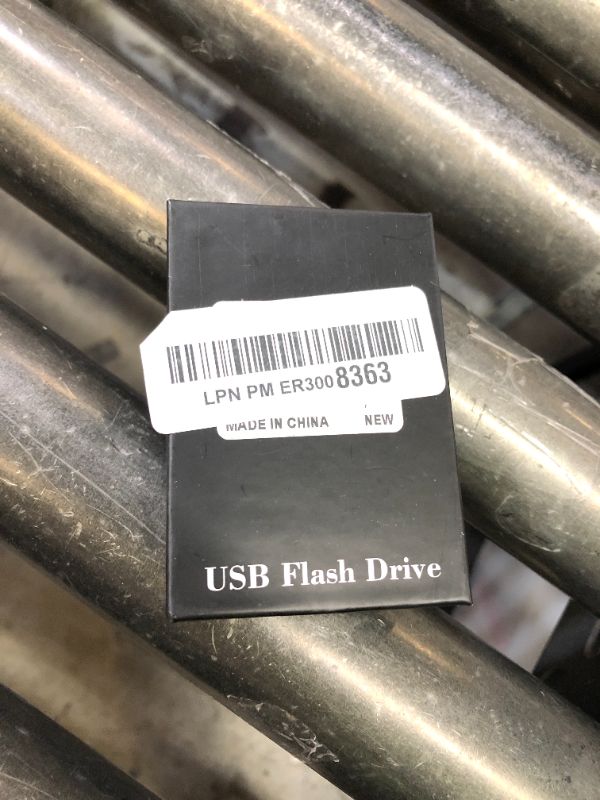 LPN PM ER3008363
MADE IN CHINA NEW
USB Flash Drive